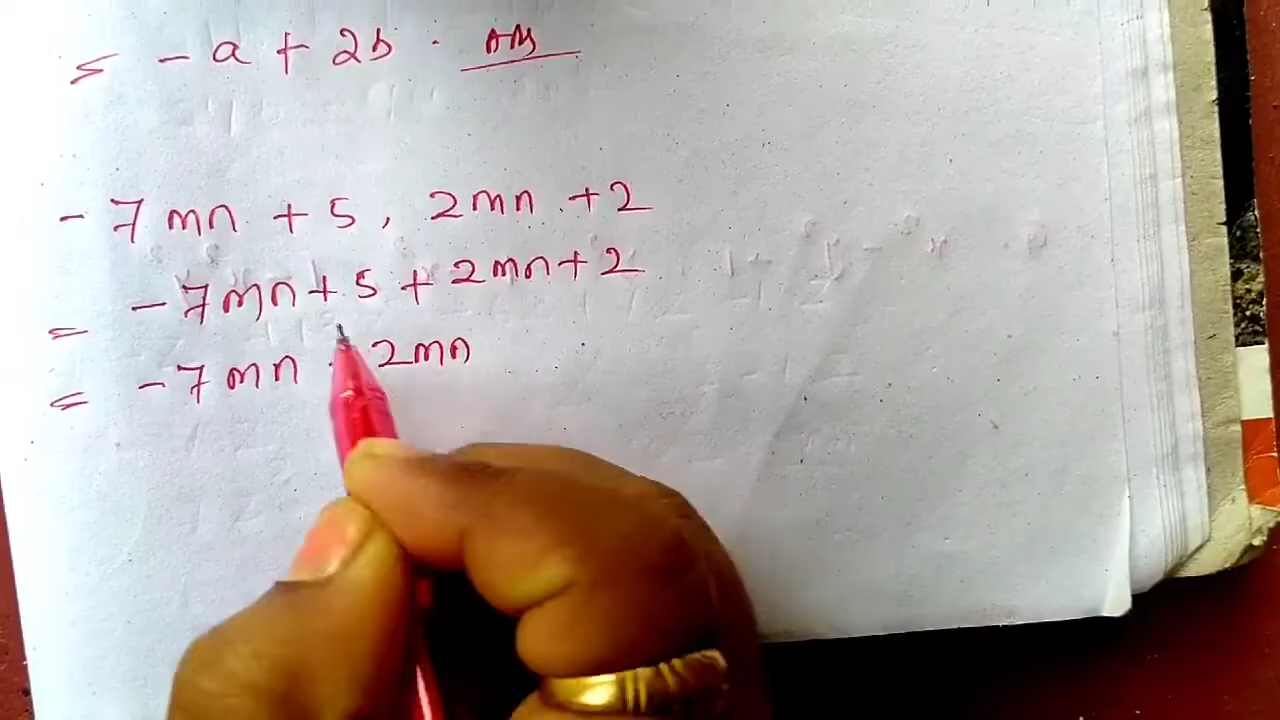 = - a + 2b . Ans
- 7mn + 5, 2mn + 2
= - 7mn + 5 + 2mn + 2
= - 7mn 2mn